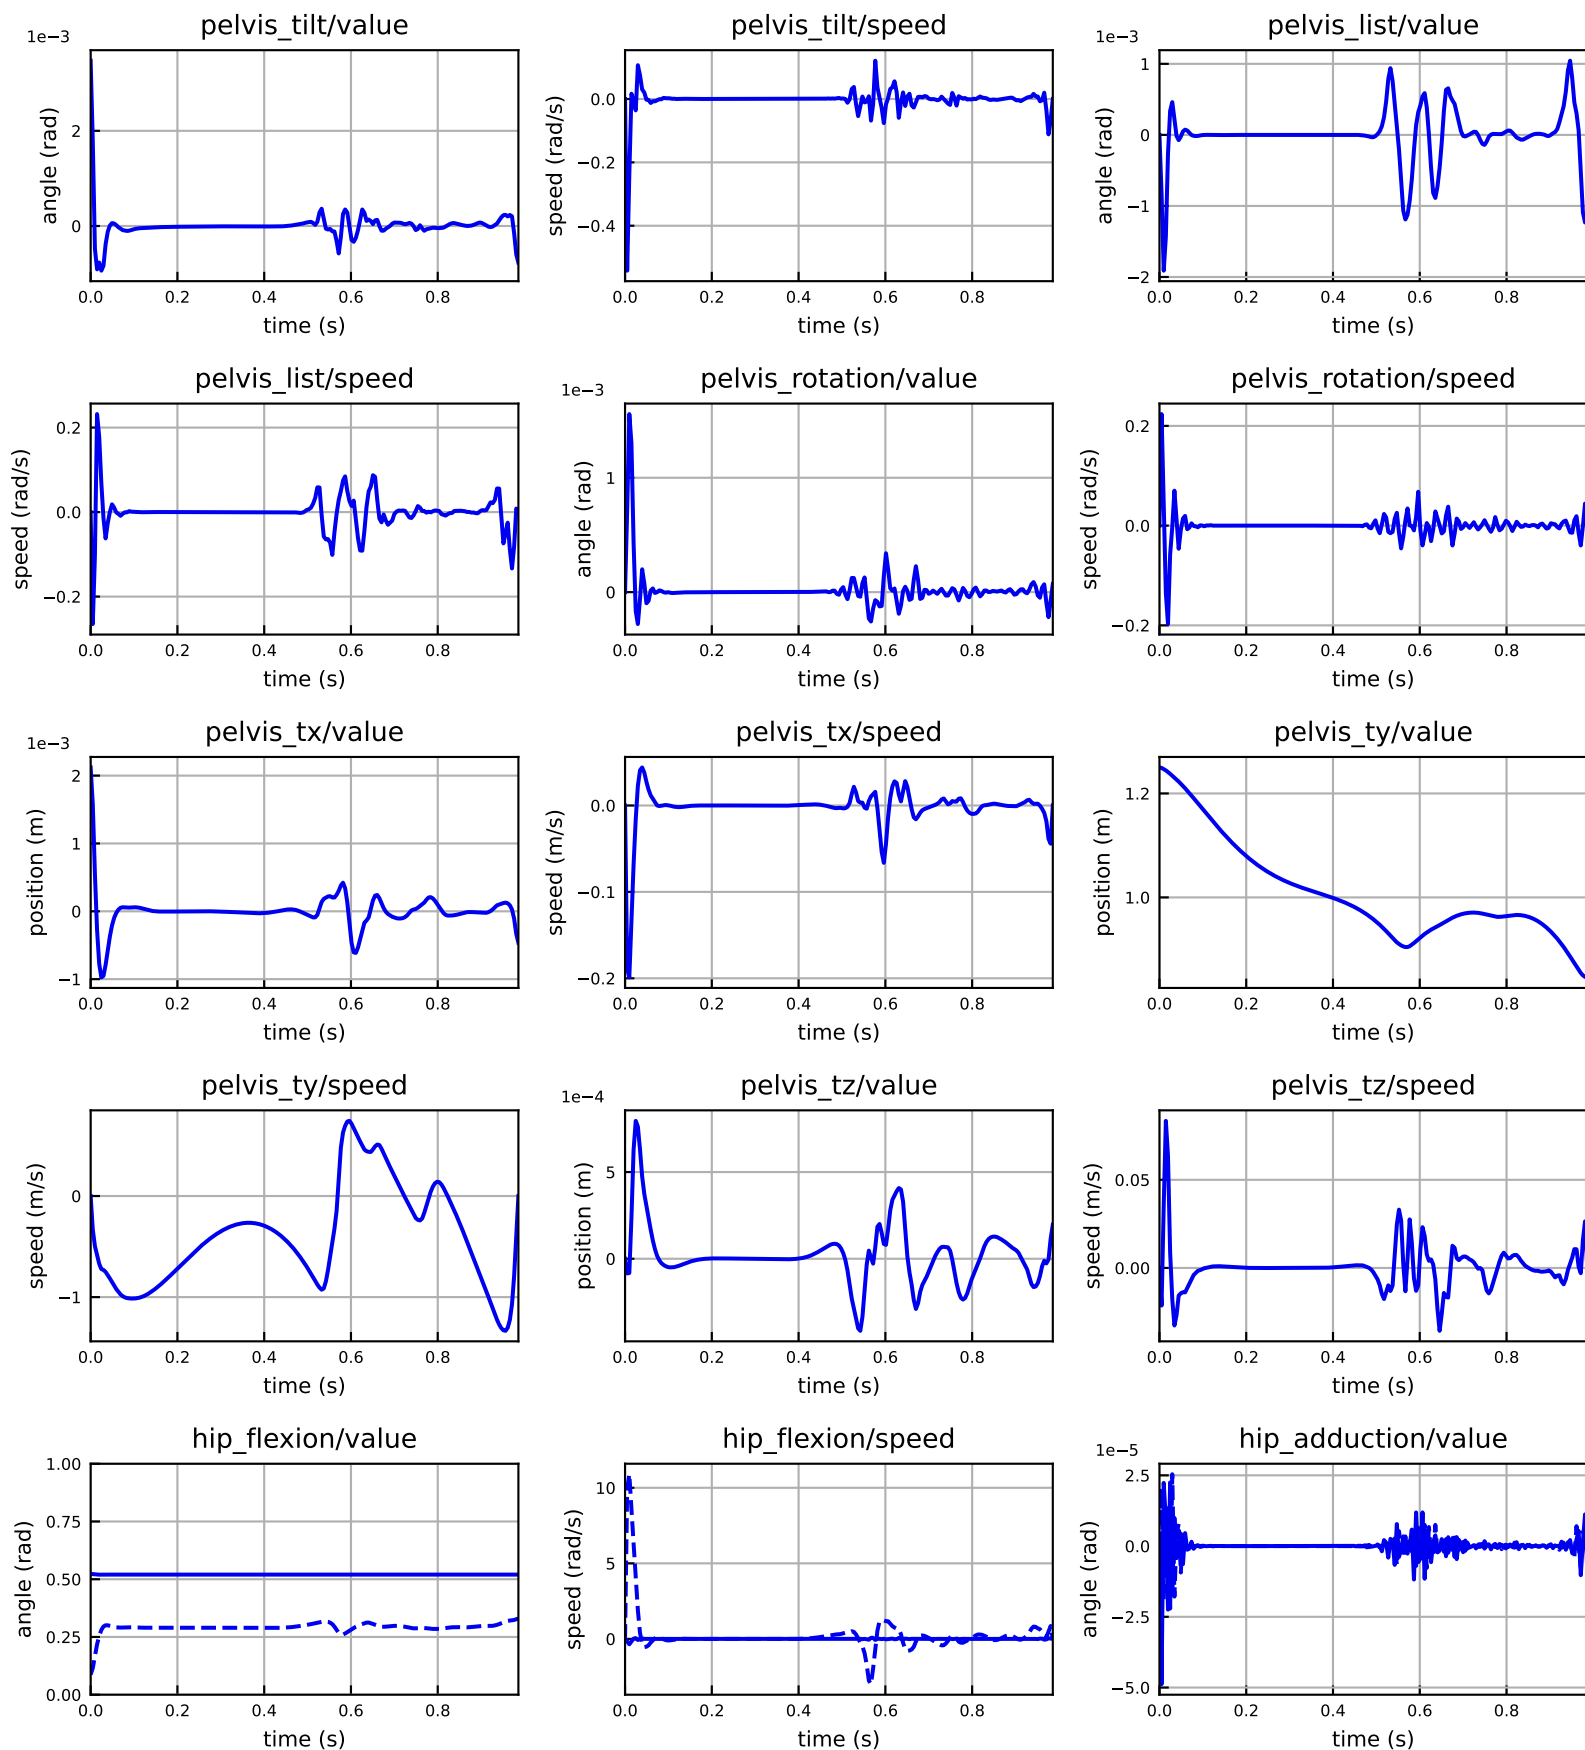 pelvis_tilt/value
1e−3
angle (rad)
2
0
0.0 0.2 0.4 0.6 0.8
time (s)
pelvis_tilt/speed
speed (rad/s)
0.0
−0.2
−0.4
0.0 0.2 0.4 0.6 0.8
time (s)
pelvis_list/value
1e−3
angle (rad)
1
0
−1
−2
0.0 0.2 0.4 0.6 0.8
time (s)
pelvis_list/speed
speed (rad/s)
0.2
0.0
−0.2
0.0 0.2 0.4 0.6 0.8
time (s)
pelvis_rotation/value
1e−3
angle (rad)
1
0
0.0 0.2 0.4 0.6 0.8
time (s)
pelvis_rotation/speed
speed (rad/s)
0.2
0.0
−0.2
0.0 0.2 0.4 0.6 0.8
time (s)
pelvis_tx/value
1e−3
position (m)
2
1
0
−1
0.0 0.2 0.4 0.6 0.8
time (s)
pelvis_tx/speed
speed (m/s)
0.0
−0.1
−0.2
0.0 0.2 0.4 0.6 0.8
time (s)
pelvis_ty/value
position (m)
1.2
1.0
0.0 0.2 0.4 0.6 0.8
time (s)
pelvis_ty/speed
speed (m/s)
0
−1
0.0 0.2 0.4 0.6 0.8
time (s)
pelvis_tz/value
1e−4
position (m)
5
0
0.0 0.2 0.4 0.6 0.8
time (s)
pelvis_tz/speed
speed (m/s)
0.05
0.00
0.0 0.2 0.4 0.6 0.8
time (s)
hip_flexion/value
angle (rad)
1.00
0.75
0.50
0.25
0.00
0.0 0.2 0.4 0.6 0.8
time (s)
hip_flexion/speed
speed (rad/s)
10
5
0
0.0 0.2 0.4 0.6 0.8
time (s)
hip_adduction/value
1e−5
angle (rad)
2.5
0.0
−2.5
−5.0
0.0 0.2 0.4 0.6 0.8
time (s)